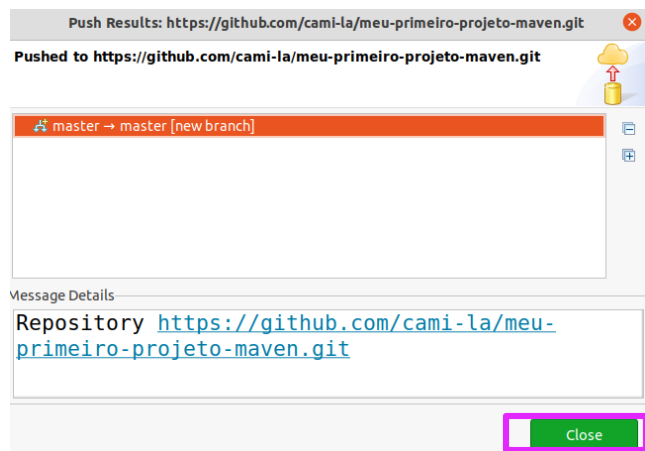 Push Results: https://github.com/cami-la/meu-primeiro-projeto-maven.git
Pushed to https://github.com/cami-la/meu-primeiro-projeto-maven.git
master → master [new branch]
Message Details
Repository https://github.com/cami-la/meu-
primeiro-projeto-maven.git
Close